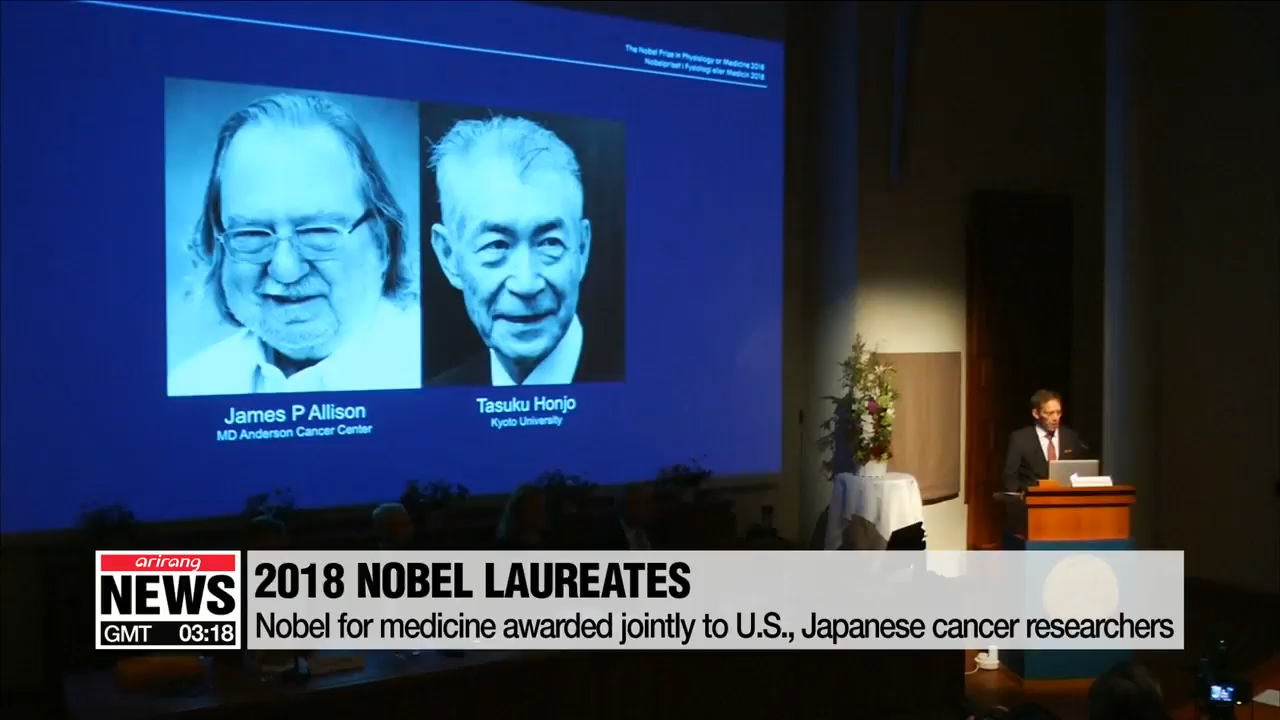 The Nobel Prize in Physiology or Medicine 2018
Nobelpriset i Fysiologi eller Medicin 2018
James P Allison
MD Anderson Cancer Center
Tasuku Honjo
Kyoto University
arirang
NEWS
GMT 03:18
2018 NOBEL LAUREATES
Nobel for medicine awarded jointly to U.S., Japanese cancer researchers